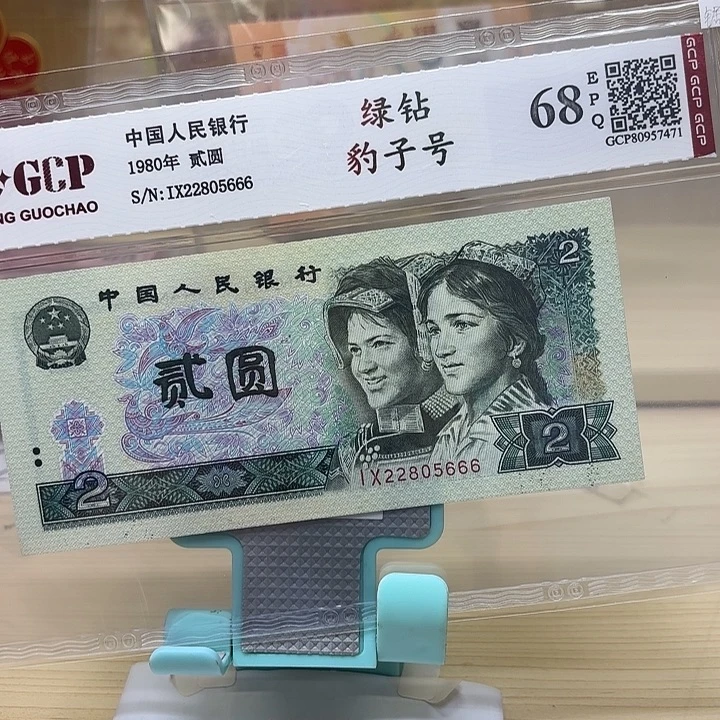 GCP
NG GUOCHAO
中国人民银行
1980年 贰圆
S/N:IX22805666
绿钻
豹子号
68
EPQ
GCP80957471
GCP GCP GCP
中国人民银行
贰圆
2
2
2
IX22805666